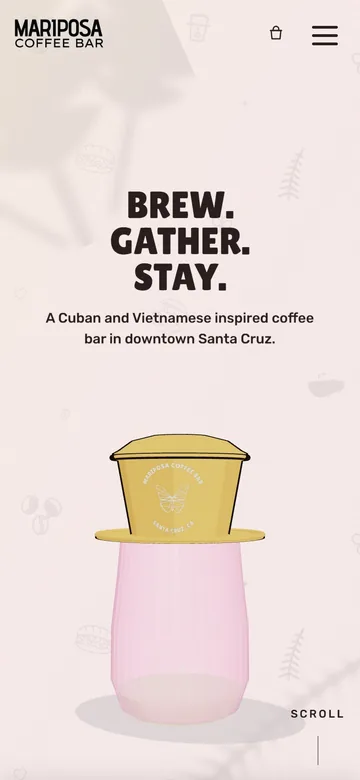 MARIPOSA
COFFEE BAR
BREW.
GATHER.
STAY.
A Cuban and Vietnamese inspired coffee
bar in downtown Santa Cruz.
MARIPOSA COFFEE BAR
SANTA CRUZ, CA
SCROLL